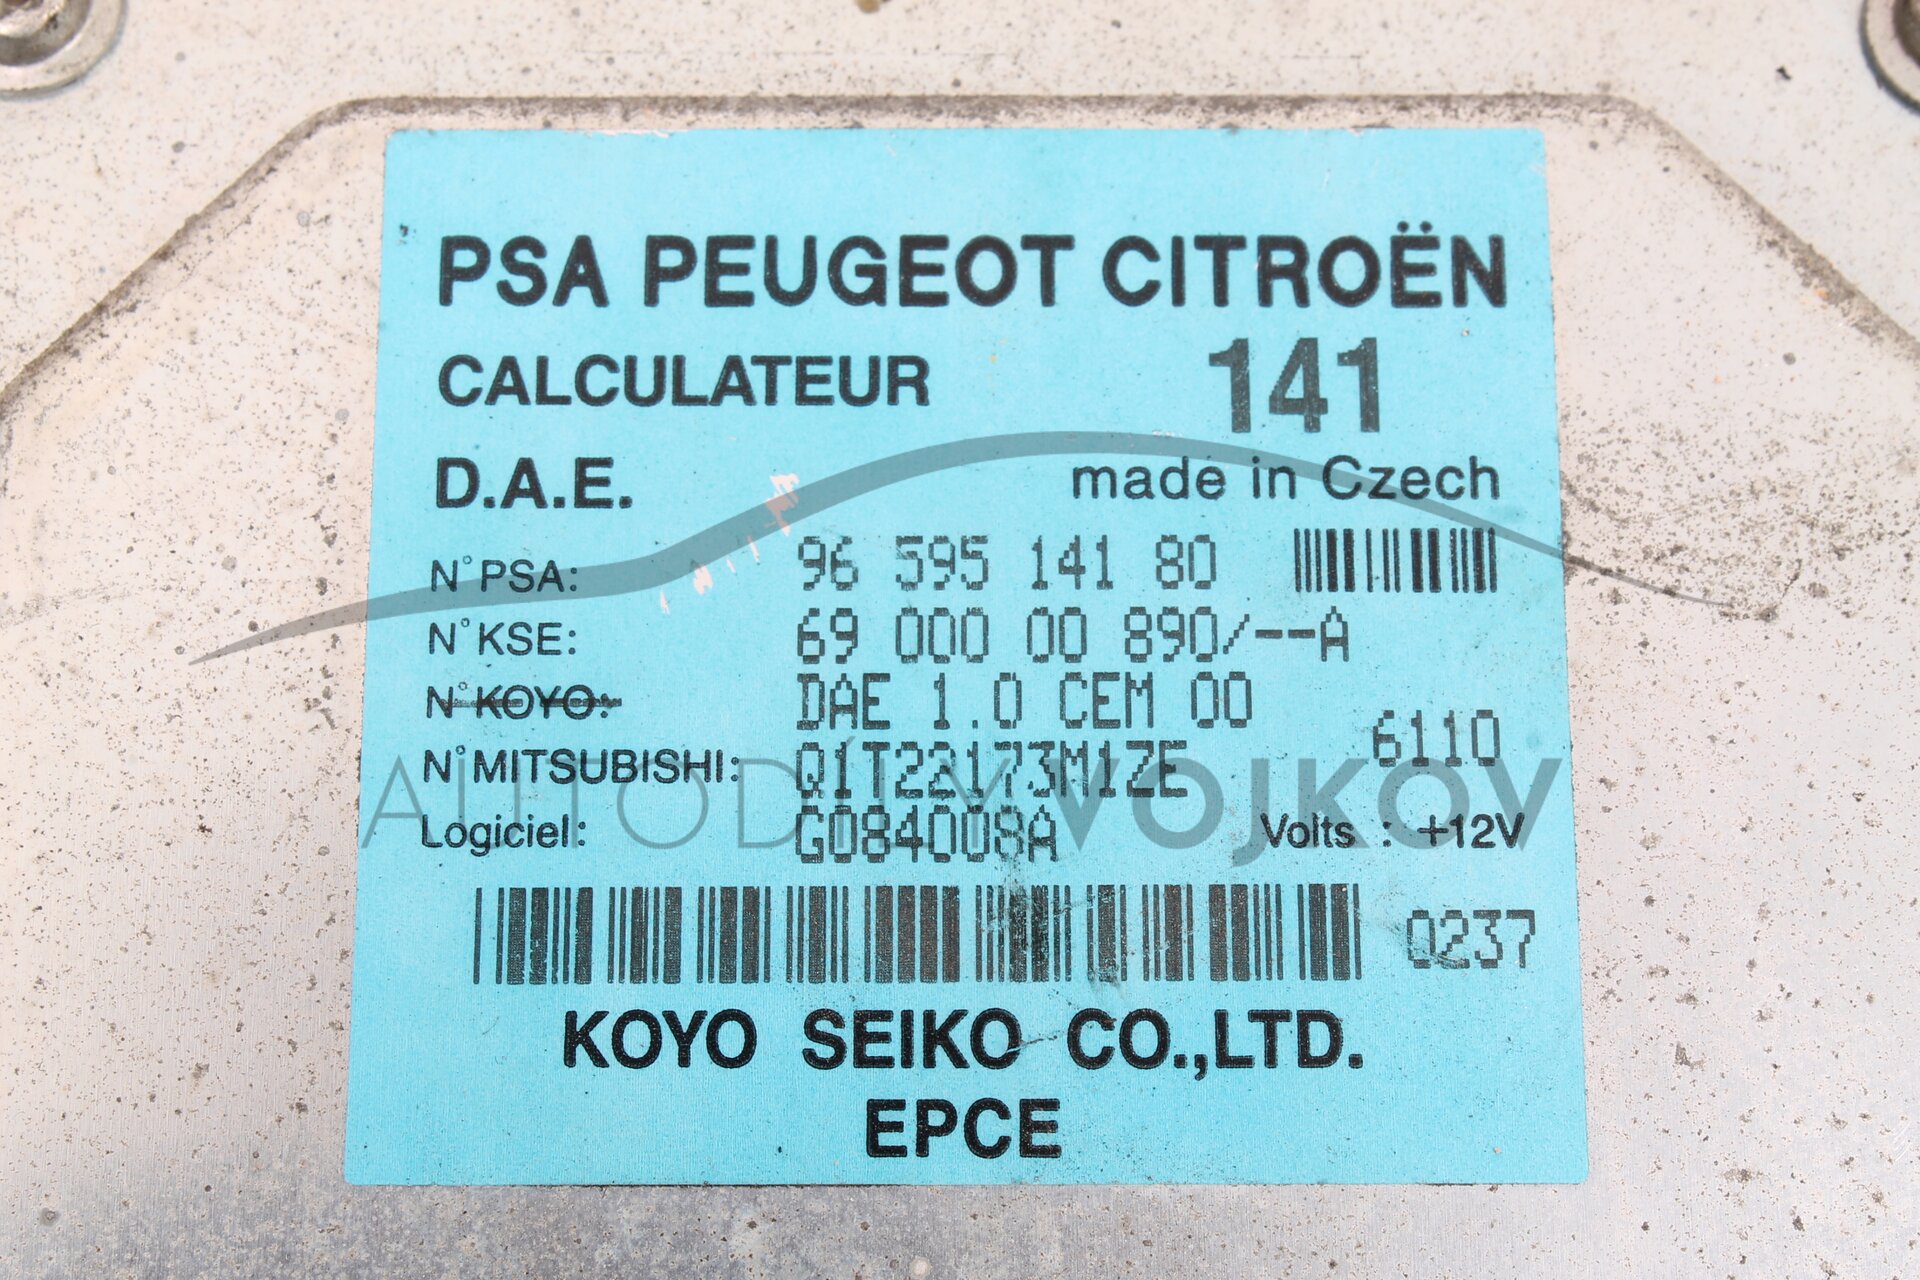 PSA PEUGEOT CITROËN
CALCULATEUR 141
D.A.E. made in Czech
N°PSA: 96 595 141 80
N°KSE: 69 000 00 890/--A
N°KOYO: DAE 1.0 CEM 00
6110
N°MITSUBISHI: Q1T22173M1ZE
AUTODÍLY VOJKOV
Logiciel: G084008A Volts : +12V
0237
KOYO SEIKO CO.,LTD.
EPCE